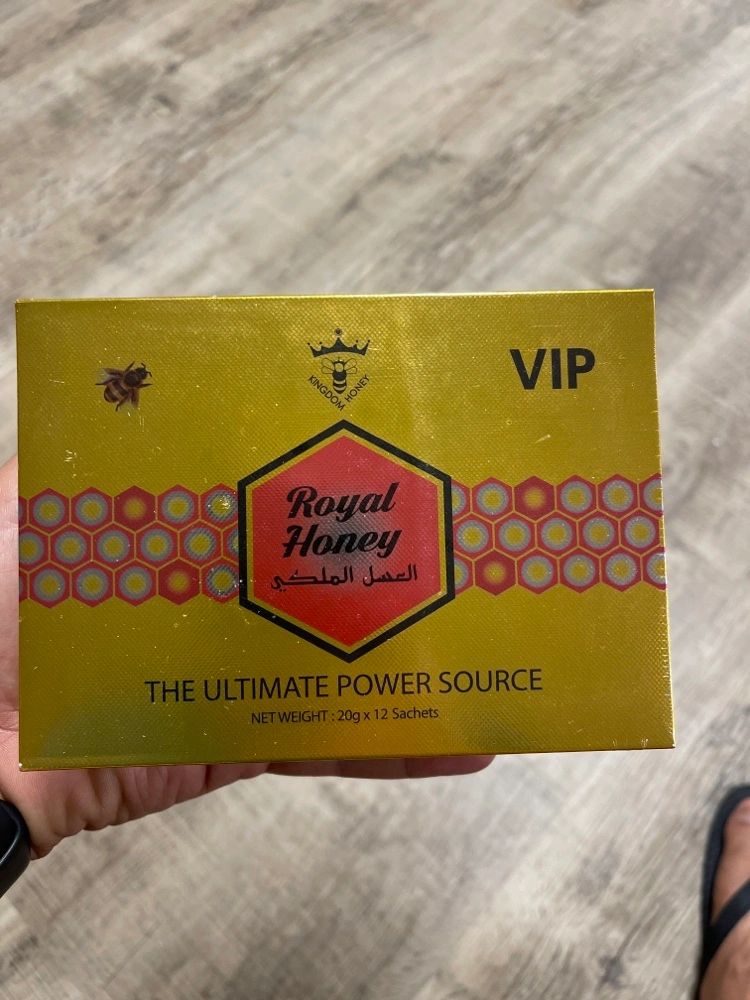 KINGDOM HONEY
VIP
Royal
Honey
العسل الملكي
THE ULTIMATE POWER SOURCE
NET WEIGHT : 20g x 12 Sachets